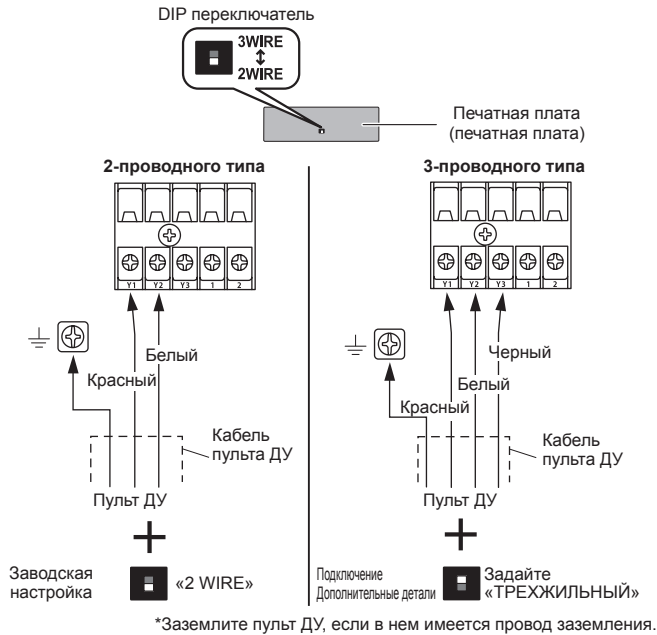 DIP переключатель
3WIRE
2WIRE
Печатная плата
(печатная плата)
2-проводного типа
Y1 Y2 Y3 1 2
Белый
Красный
Кабель
пульта ДУ
Пульт ДУ
Заводская
настройка
«2 WIRE»
3-проводного типа
Y1 Y2 Y3 1 2
Черный
Белый
Красный
Кабель
пульта ДУ
Пульт ДУ
Подключение
Дополнительные детали
Задайте
«ТРЕХЖИЛЬНЫЙ»
*Заземлите пульт ДУ, если в нем имеется провод заземления.